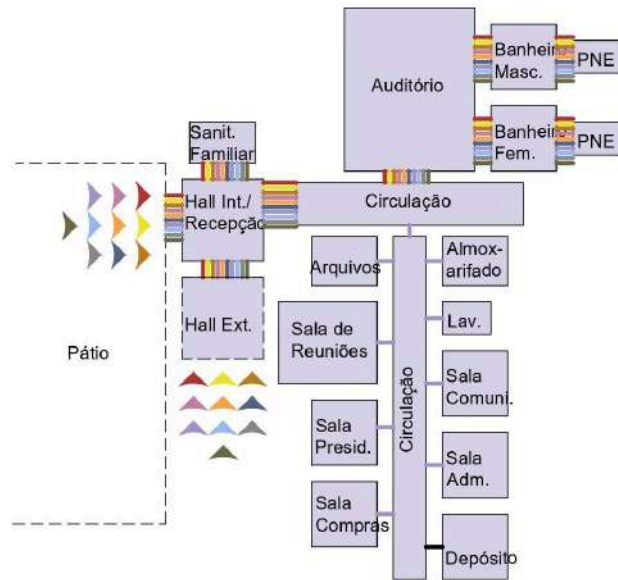 Auditório
Banheiro
Masc.
PNE
Banheiro
Fem.
PNE
Sanit.
Familiar
Hall Int./
Recepção
Circulação
Hall Ext.
Pátio
Arquivos
Almox-
arifado
Sala de
Reuniões
Lav.
Circulação
Sala
Comuni.
Sala
Presid.
Sala
Adm.
Sala
Compras
Depósito